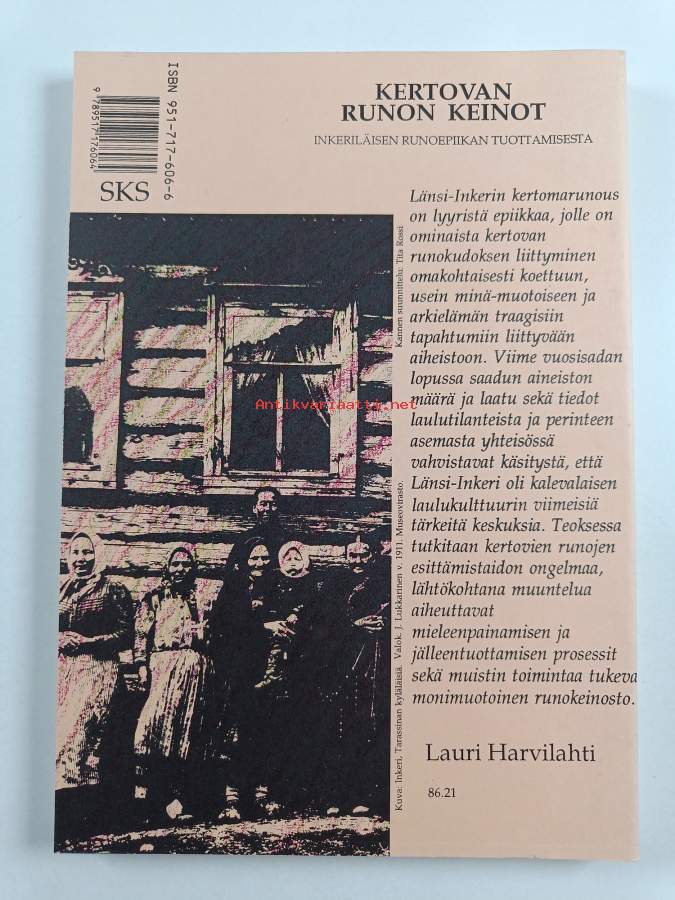 ISBN 951-717-606-6
9 789517 176064
SKS
KERTOVAN
RUNON KEINOT
INKERILÄISEN RUNOEPIIKAN TUOTTAMISESTA
Länsi-Inkerin kertomarunous
on lyyristä epiikkaa, jolle on
ominaista kertovan
runokudoksen liittyminen
omakohtaisesti koettuun,
usein minä-muotoiseen ja
arkielämän traagisiin
tapahtumiin liittyvään
aiheistoon. Viime vuosisadan
lopussa saadun aineiston
määrä ja laatu sekä tiedot
laulutilanteista ja perinteen
asemasta yhteisössä
vahvistavat käsitystä, että
Länsi-Inkeri oli kalevalaisen
laulukulttuurin viimeisiä
tärkeitä keskuksia. Teoksessa
tutkitaan kertovien runojen
esittämistaidon ongelmaa,
lähtökohtana muuntelua
aiheuttavat
mieleenpainamisen ja
jälleentuottamisen prosessit
sekä muistin toimintaa tukeva
monimuotoinen runokeinosto.
Lauri Harvilahti
86.21
Kannen suunnittelu: Tita Rossi
Kuva: Inkeri, Tarassinan kyläläisiä. Valok. J. Lukkarinen v. 1911. Museovirasto.
Antikvariaatti.net